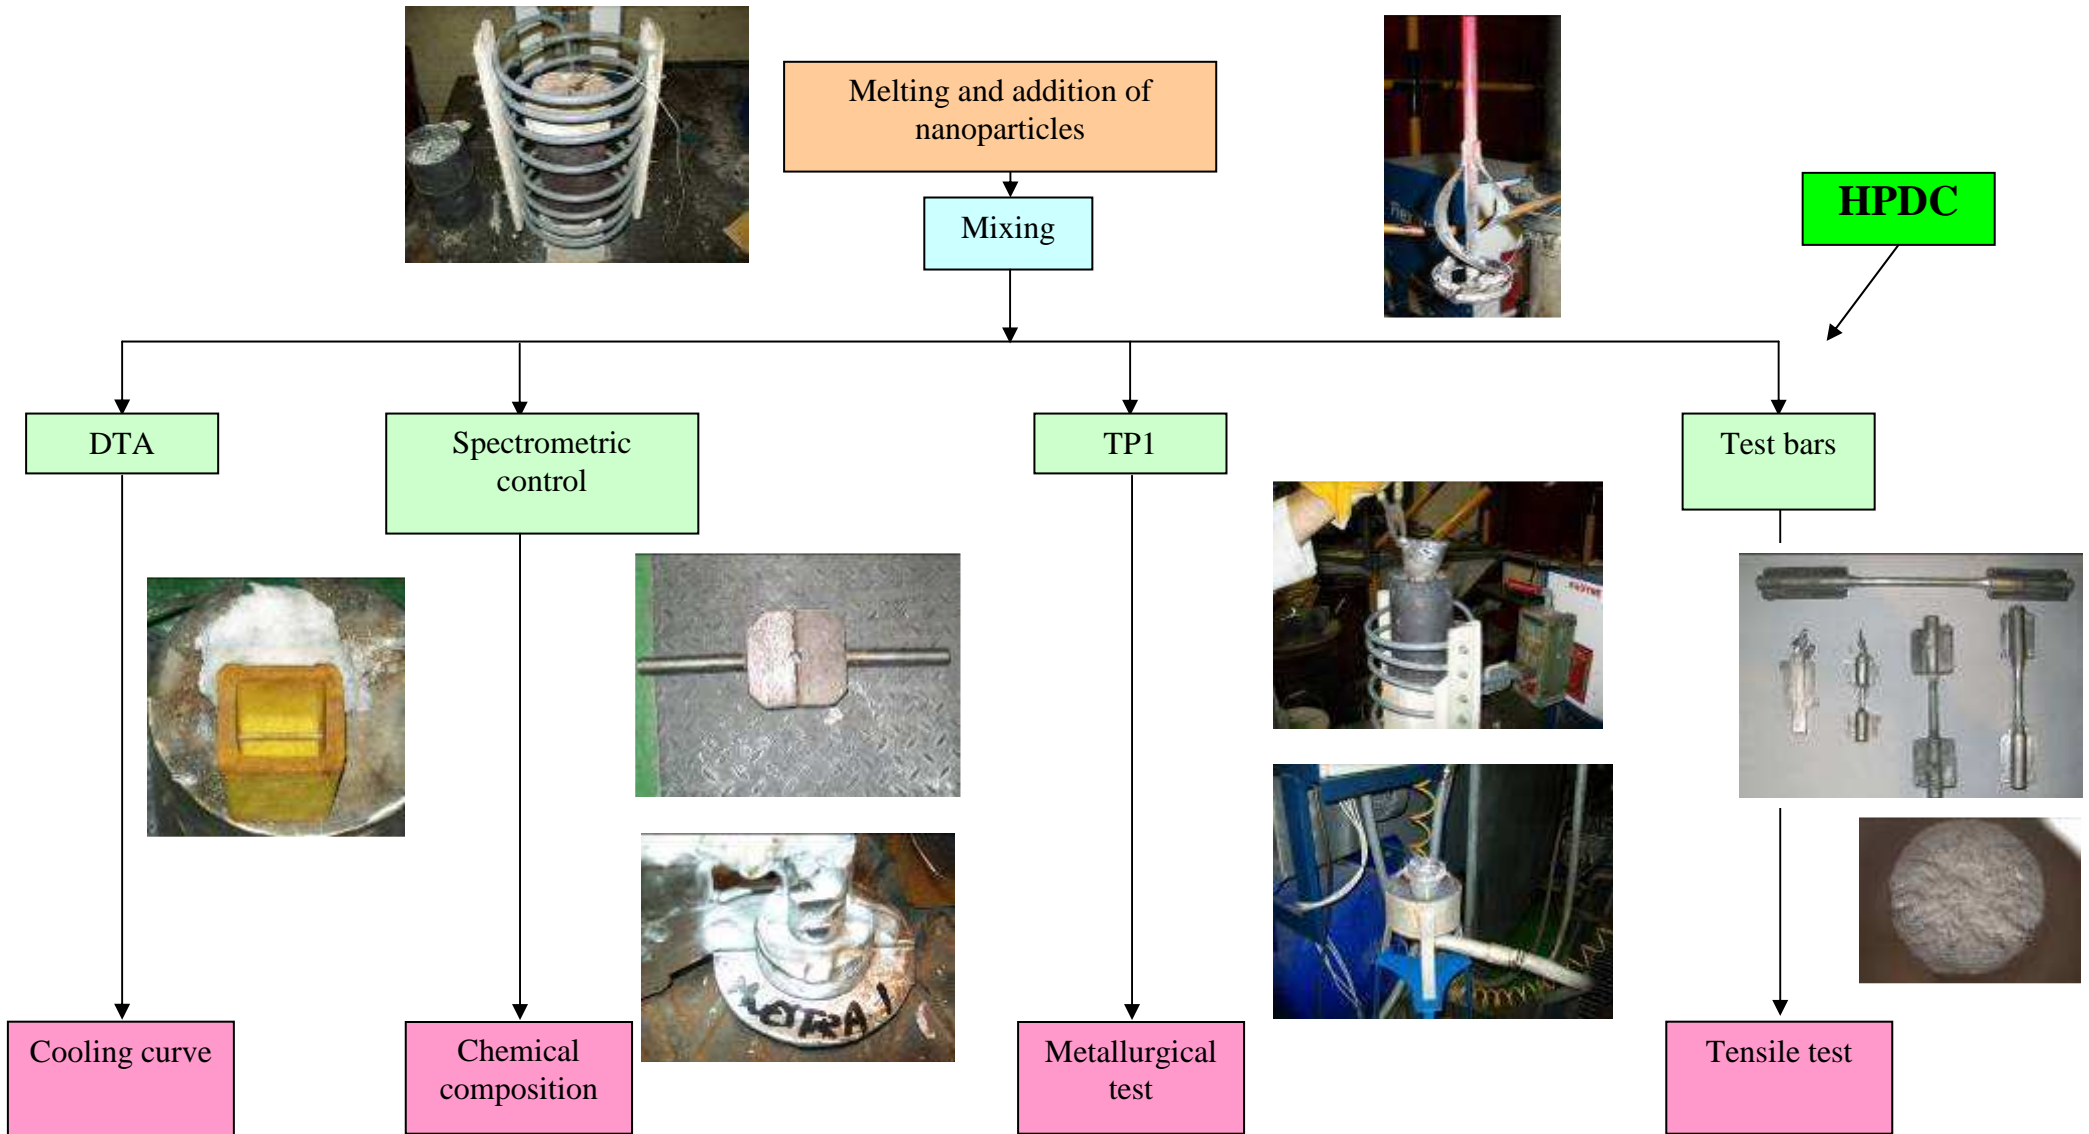 Melting and addition of
nanoparticles
Mixing
HPDC
DTA
Spectrometric
control
TP1
Test bars
Cooling curve
Chemical
composition
Metallurgical
test
Tensile test